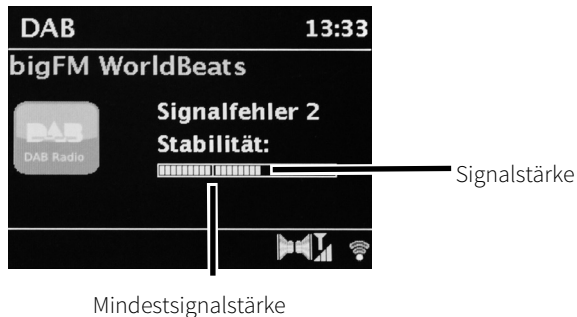 DAB 13:33
bigFM WorldBeats
Signalfehler 2
DAB
DAB Radio
Stabilität:
Signalstärke
Mindestsignalstärke